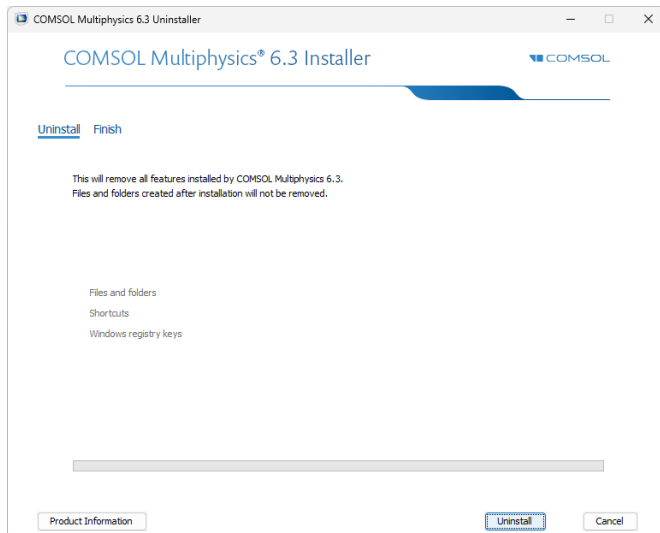 COMSOL Multiphysics 6.3 Uninstaller
COMSOL Multiphysics® 6.3 Installer
COMSOL
Uninstall Finish
This will remove all features installed by COMSOL Multiphysics 6.3.
Files and folders created after installation will not be removed.
Files and folders
Shortcuts
Windows registry keys
Product Information Uninstall Cancel